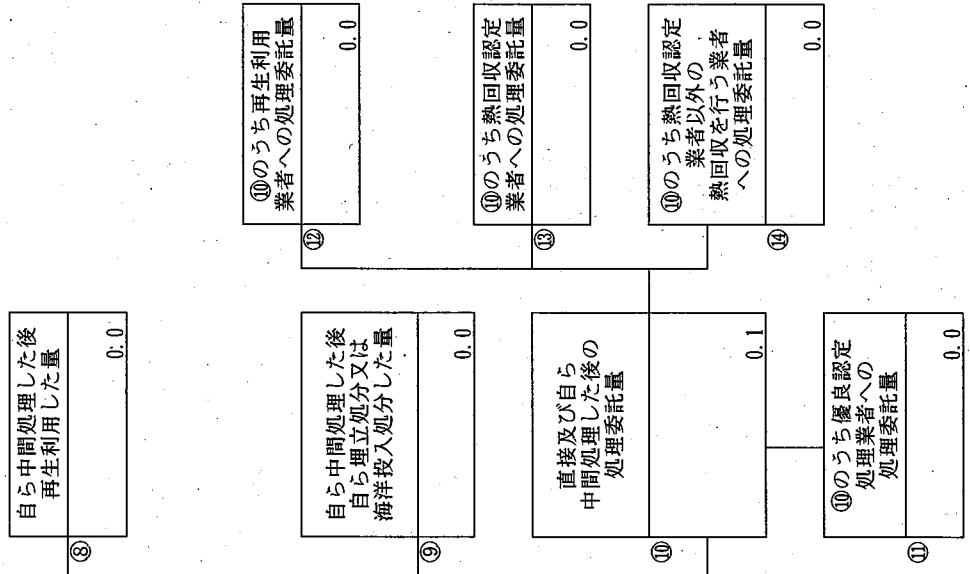 自ら中間処理した後
再生利用した量
⑧
0.0
自ら中間処理した後
自ら埋立処分又は
海洋投入処分した量
⑨
0.0
直接及び自ら
中間処理した後の
処理委託量
⑩
0.1
⑩のうち優良認定
処理業者への
処理委託量
⑪
0.0
⑩のうち再生利用
業者への処理委託量
⑫
0.0
⑩のうち熱回収認定
業者への処理委託量
⑬
0.0
⑩のうち熱回収認定
業者以外の
熱回収を行う業者
への処理委託量
⑭
0.0